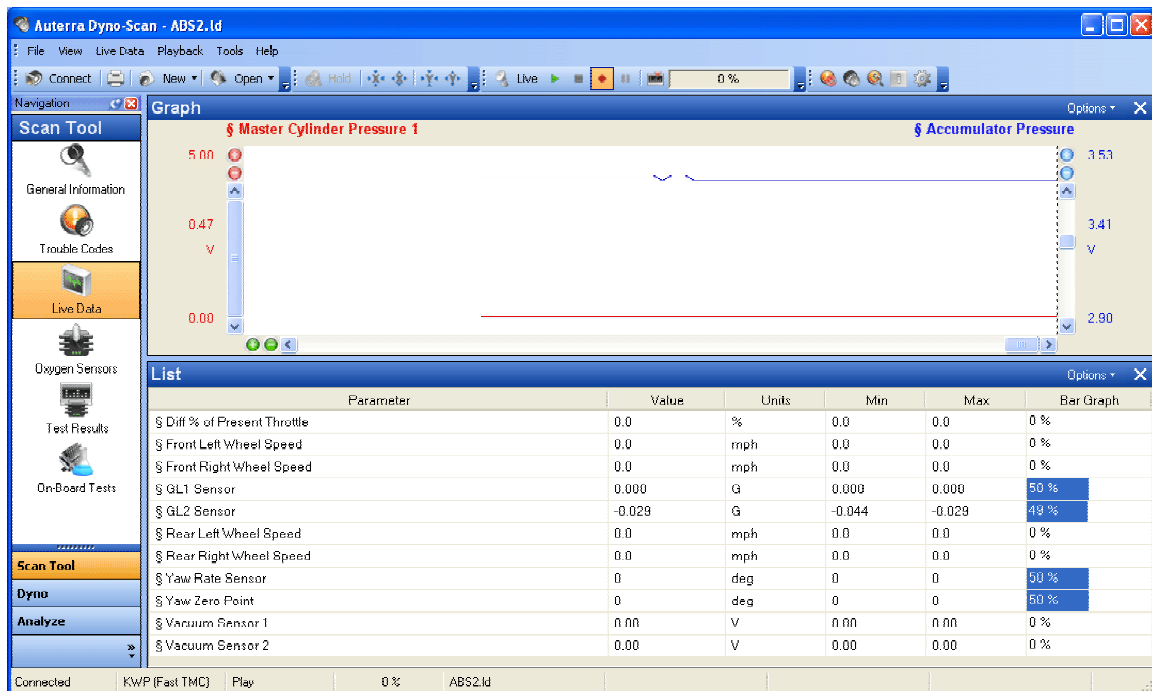 Auterra Dyno-Scan - ABS2.ld
File View Live Data Playback Tools Help
Connect New Open Hold Live 0 %
Navigation
Scan Tool
General Information
Trouble Codes
Live Data
Oxygen Sensors
Test Results
On-Board Tests
Scan Tool
Dyno
Analyze
»
Graph Options
§ Master Cylinder Pressure 1 § Accumulator Pressure
5.00 3.53
0.47 3.41
V V
0.00 2.90
List Options
Parameter Value Units Min Max Bar Graph
§ Diff % of Present Throttle 0.0 % 0.0 0.0 0 %
§ Front Left Wheel Speed 0.0 mph 0.0 0.0 0 %
§ Front Right Wheel Speed 0.0 mph 0.0 0.0 0 %
§ GL1 Sensor 0.000 G 0.000 0.000 50 %
§ GL2 Sensor -0.029 G -0.044 -0.029 49 %
§ Rear Left Wheel Speed 0.0 mph 0.0 0.0 0 %
§ Rear Right Wheel Speed 0.0 mph 0.0 0.0 0 %
§ Yaw Rate Sensor 0 deg 0 0 50 %
§ Yaw Zero Point 0 deg 0 0 50 %
§ Vacuum Sensor 1 0.00 V 0.00 0.00 0 %
§ Vacuum Sensor 2 0.00 V 0.00 0.00 0 %
Connected KWP (Fast TMC) Play 0 % ABS2.ld